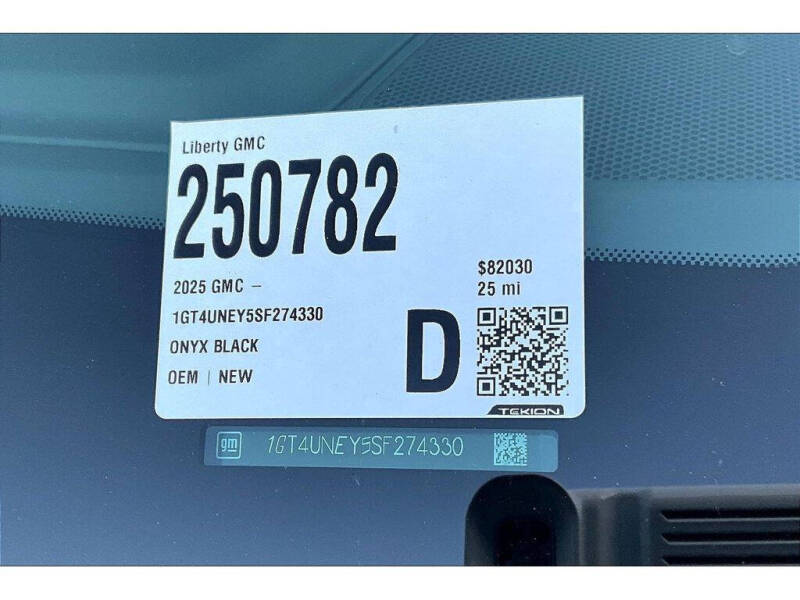 Liberty GMC
250782
2025 GMC –
$82030
25 mi
1GT4UNEY5SF274330
ONYX BLACK
OEM | NEW
D
TEKION
gm 1GT4UNEY5SF274330